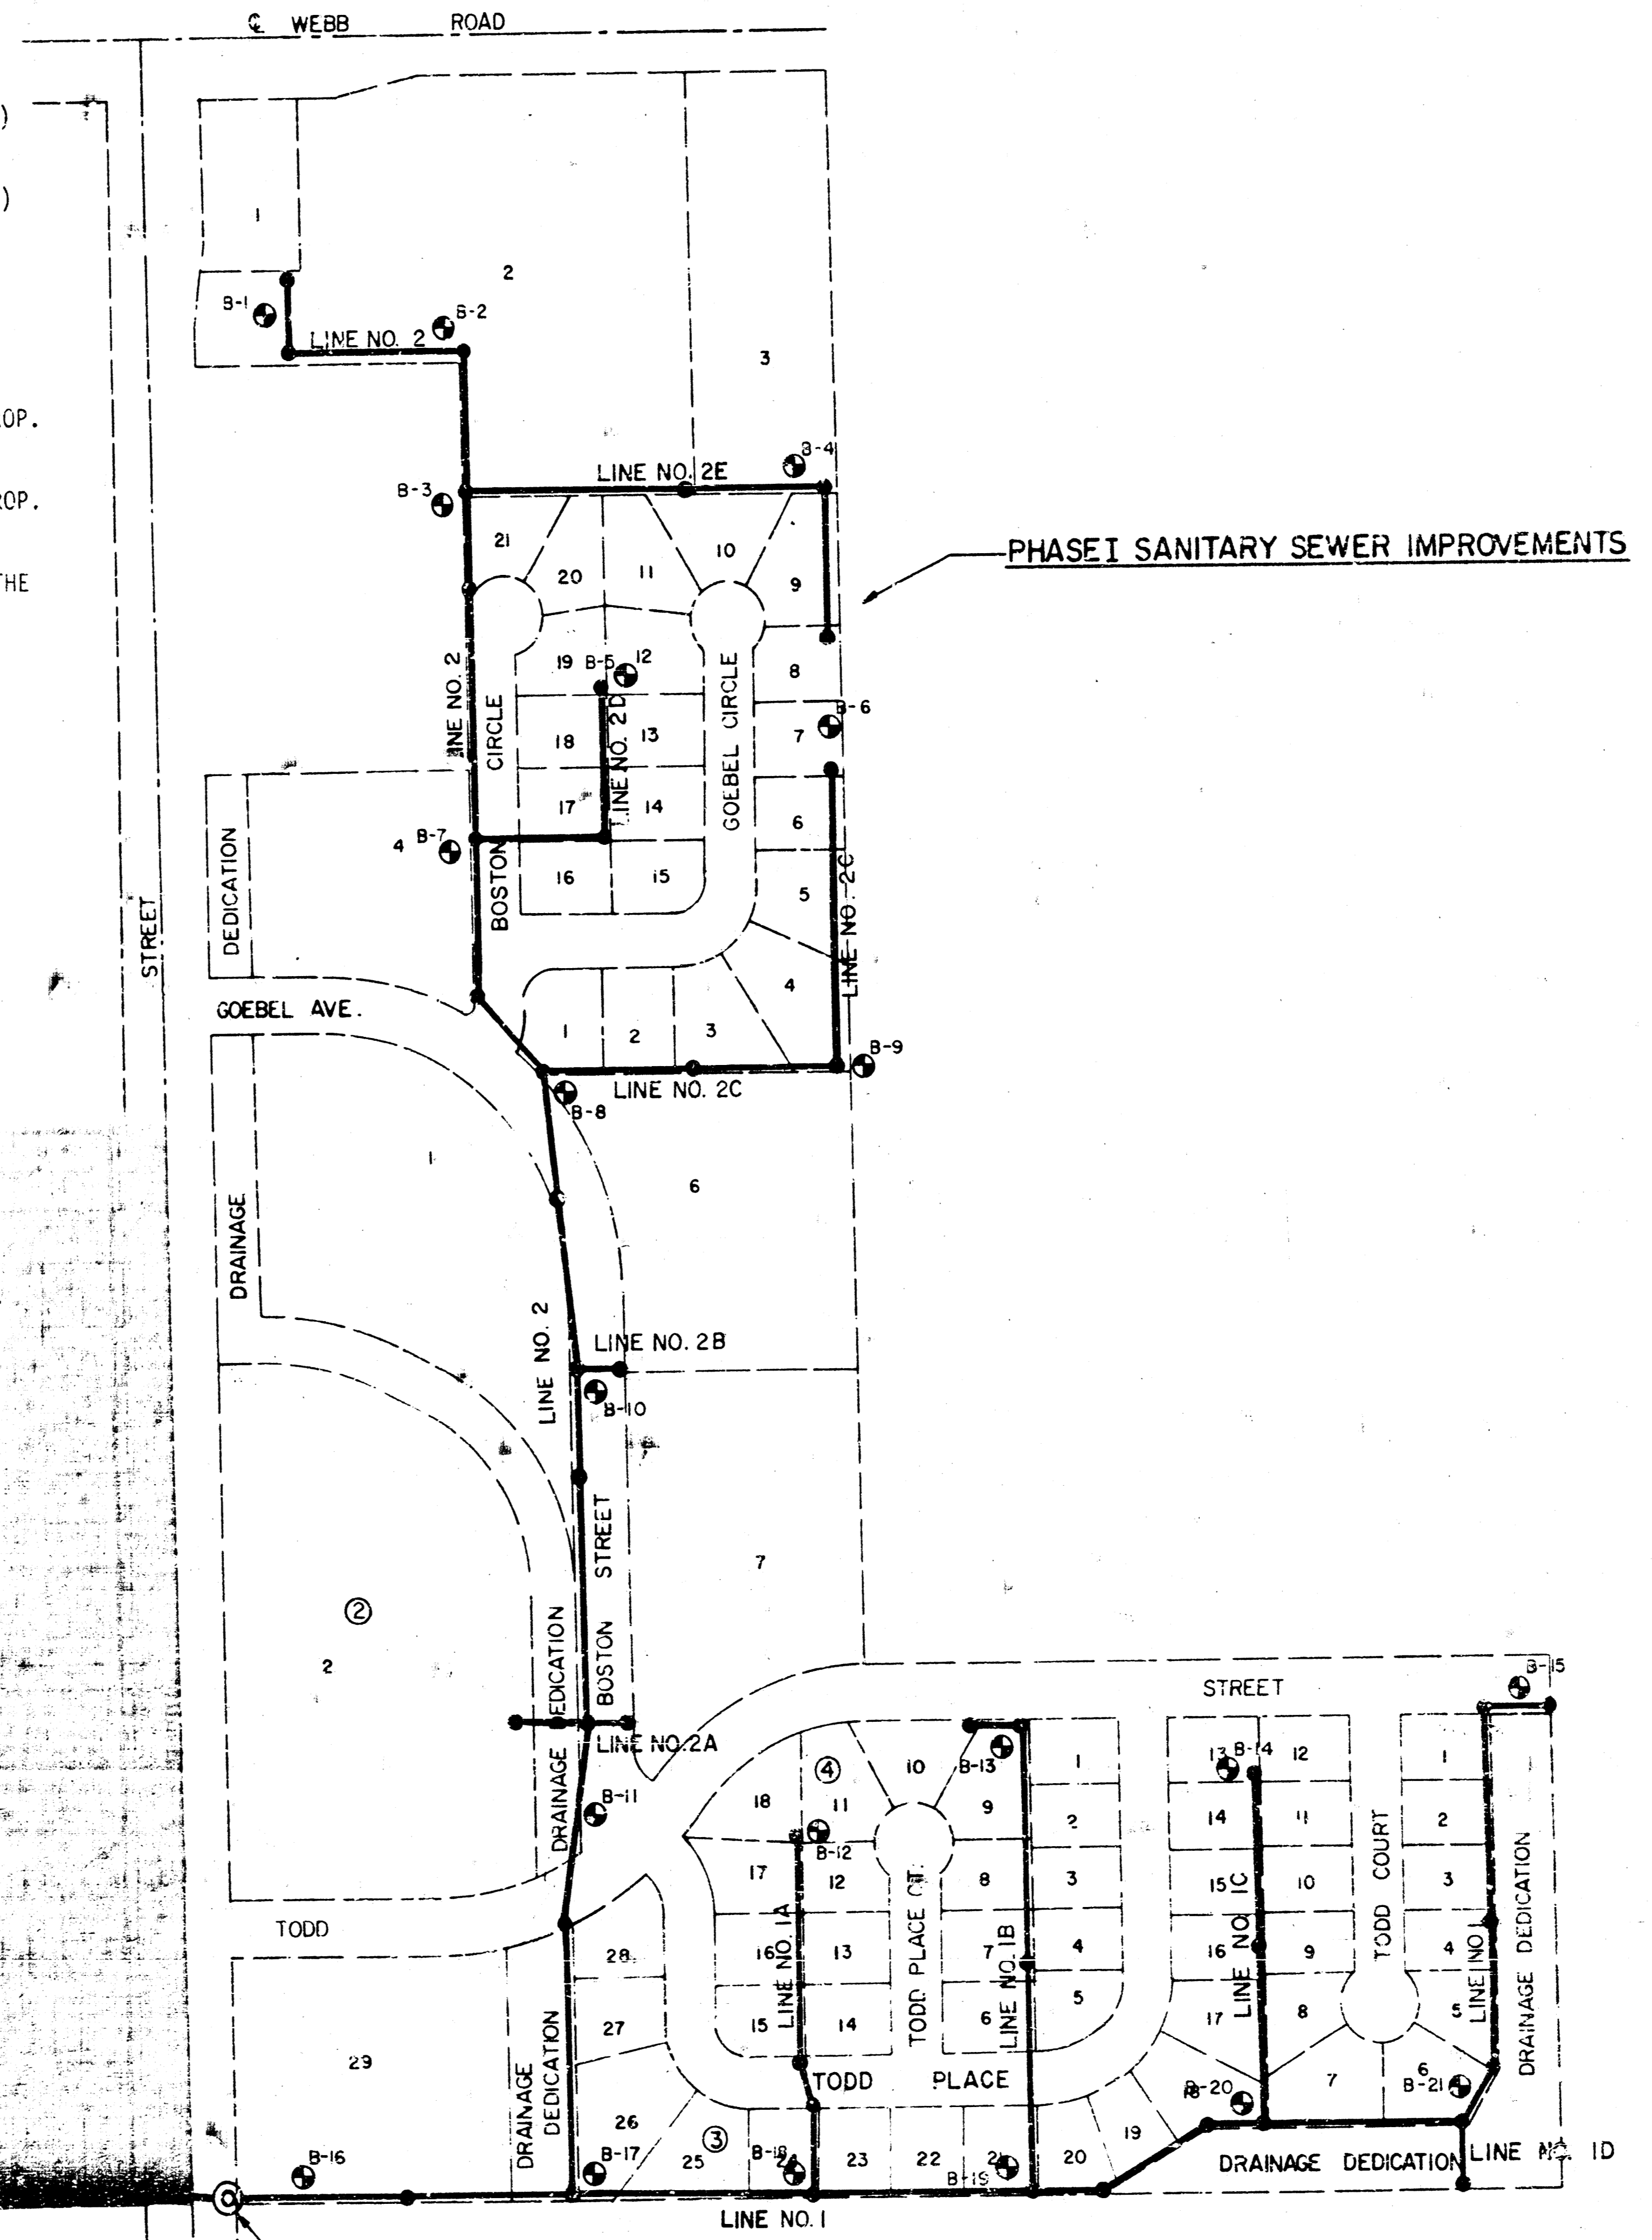 ℄ WEBB ROAD
)
)
1
2
B-1
B-2
LINE NO. 2
3
OP.
B-4
LINE NO. 2E
B-3
OP.
21
10
PHASE I SANITARY SEWER IMPROVEMENTS
20
11
9
THE
19
B-5
12
8
LINE NO. 2
CIRCLE
LINE NO. 2D
GOEBEL CIRCLE
B-6
18
13
7
17
14
6
4
B-7
BOSTON
16
15
5
LINE NO. 2C
DEDICATION
STREET
4
GOEBEL AVE.
1
2
3
B-9
LINE NO. 2C
B-8
1
6
DRAINAGE
LINE NO. 2
LINE NO. 2B
B-10
STREET
7
2
2
DRAINAGE DEDICATION
BOSTON
STREET
B-15
LINE NO. 2A
4
10
B-13
1
13
B-14
12
1
B-11
18
11
9
2
14
11
2
B-12
17
12
8
3
15
10
3
TODD
28
16
LINE NO. 1A
13
TODD PLACE CT.
7
LINE NO. 1B
4
16
LINE NO. 1C
9
TODD COURT
4
LINE NO. 1
DRAINAGE DEDICATION
27
15
14
6
5
17
8
5
29
DRAINAGE
DEDICATION
TODD PLACE
B-20
7
6
B-21
26
3
25
B-18
24
23
22
21
20
19
B-16
B-17
B-19
DRAINAGE DEDICATION
LINE NO. 1D
LINE NO. 1